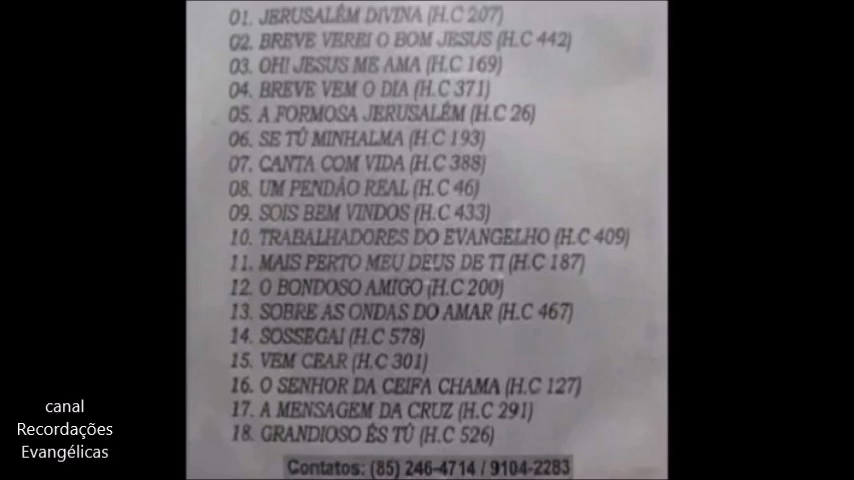 01. JERUSALÉM DIVINA (H.C 207)
02. BREVE VEREI O BOM JESUS (H.C 442)
03. OH! JESUS ME AMA (H.C 169)
04. BREVE VEM O DIA (H.C 371)
05. A FORMOSA JERUSALÉM (H.C 26)
06. SE TÚ MINHALMA (H.C 193)
07. CANTA COM VIDA (H.C 388)
08. UM PENDÃO REAL (H.C 46)
09. SOIS BEM VINDOS (H.C 433)
10. TRABALHADORES DO EVANGELHO (H.C 409)
11. MAIS PERTO MEU DEUS DE TI (H.C 187)
12. O BONDOSO AMIGO (H.C 200)
13. SOBRE AS ONDAS DO AMAR (H.C 467)
14. SOSSEGAI (H.C 578)
15. VEM CEAR (H.C 301)
16. O SENHOR DA CEIFA CHAMA (H.C 127)
17. A MENSAGEM DA CRUZ (H.C 291)
18. GRANDIOSO ÉS TÚ (H.C 526)
Contatos: (85) 246-4714 / 9104-2283
canal
Recordações
Evangélicas